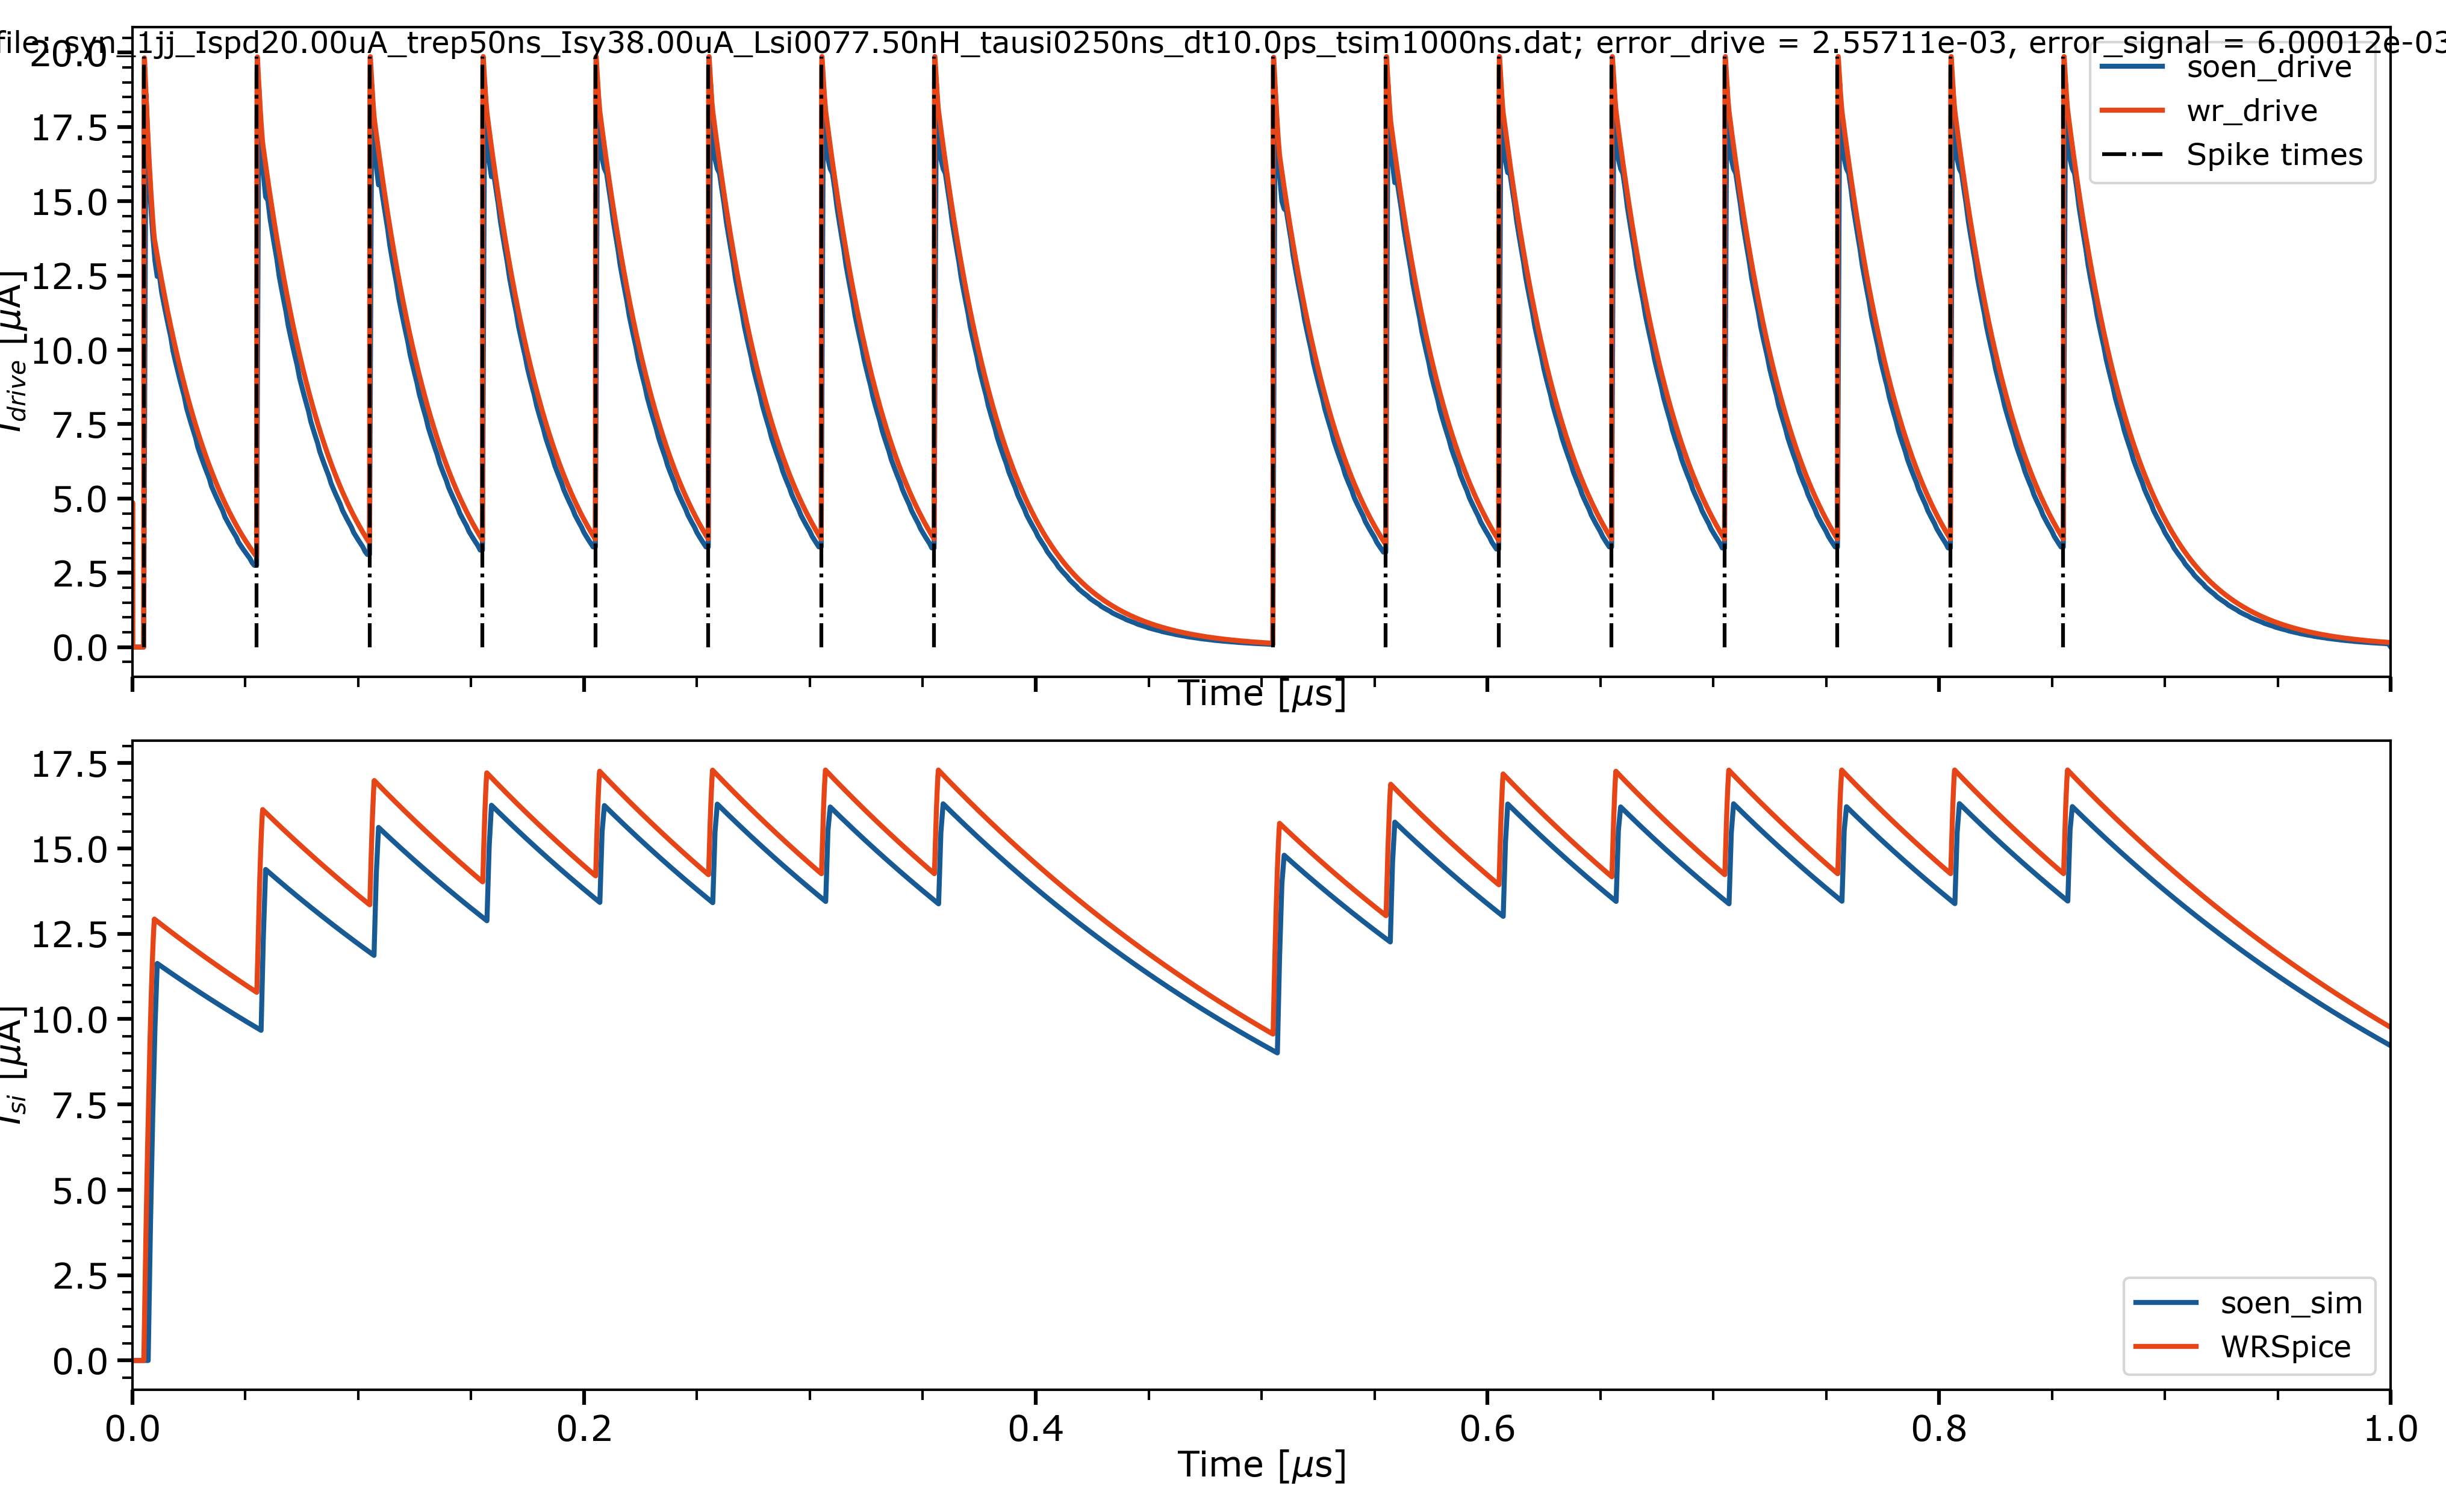 file: syn_1jj_Ispd20.00uA_trep50ns_Isy38.00uA_Lsi0077.50nH_tausi0250ns_dt10.0ps_tsim1000ns.dat; error_drive = 2.55711e-03, error_signal = 6.00012e-03
20.0
17.5
15.0
12.5
10.0
7.5
5.0
2.5
0.0
I_drive [μA]
soen_drive
wr_drive
Spike times
Time [μs]
17.5
15.0
12.5
10.0
7.5
5.0
2.5
0.0
I_si [μA]
soen_sim
WRSpice
0.0 0.2 0.4 0.6 0.8 1.0
Time [μs]